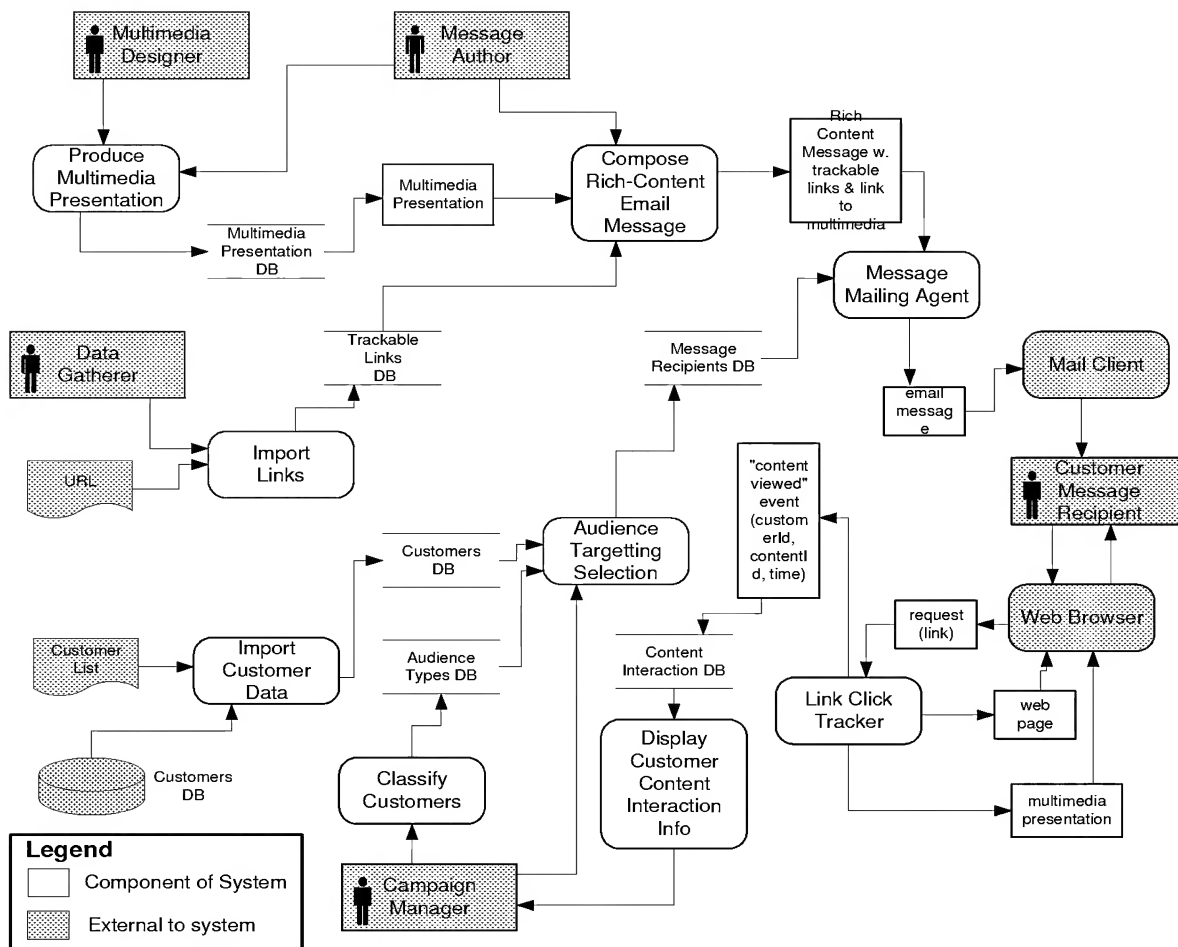 Multimedia
Designer
Message
Author
Produce
Multimedia
Presentation
Multimedia
Presentation
DB
Multimedia
Presentation
Compose
Rich-Content
Email
Message
Rich
Content
Message w.
trackable
links & link
to
multimedia
Message
Mailing Agent
Data
Gatherer
Trackable
Links
DB
Message
Recipients DB
Mail Client
email
messag
e
URL
Import
Links
"content
viewed"
event
(custom
erId,
contentI
d, time)
Customer
Message
Recipient
Customers
DB
Audience
Targetting
Selection
request
(link)
Web Browser
Customer
List
Import
Customer
Data
Audience
Types DB
Content
Interaction DB
Link Click
Tracker
web
page
Customers
DB
Classify
Customers
Display
Customer
Content
Interaction
Info
multimedia
presentation
Legend
Component of System
External to system
Campaign
Manager